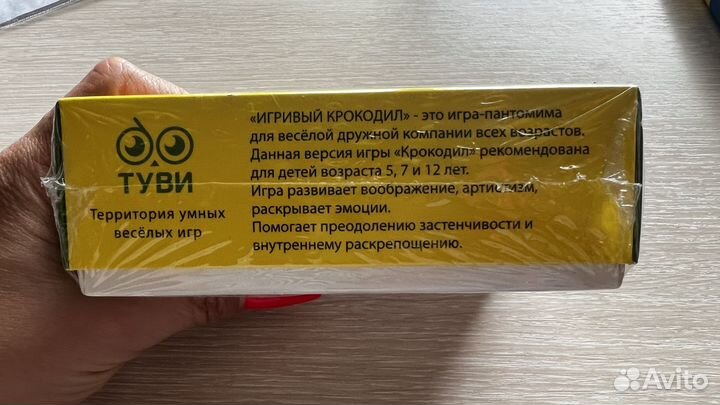 ТУВИ
Территория умных
весёлых игр
«ИГРИВЫЙ КРОКОДИЛ» - это игра-пантомима
для весёлой дружной компании всех возрастов.
Данная версия игры «Крокодил» рекомендована
для детей возраста 5, 7 и 12 лет.
Игра развивает воображение, артистизм,
раскрывает эмоции.
Помогает преодолению застенчивости и
внутреннему раскрепощению.
Avito